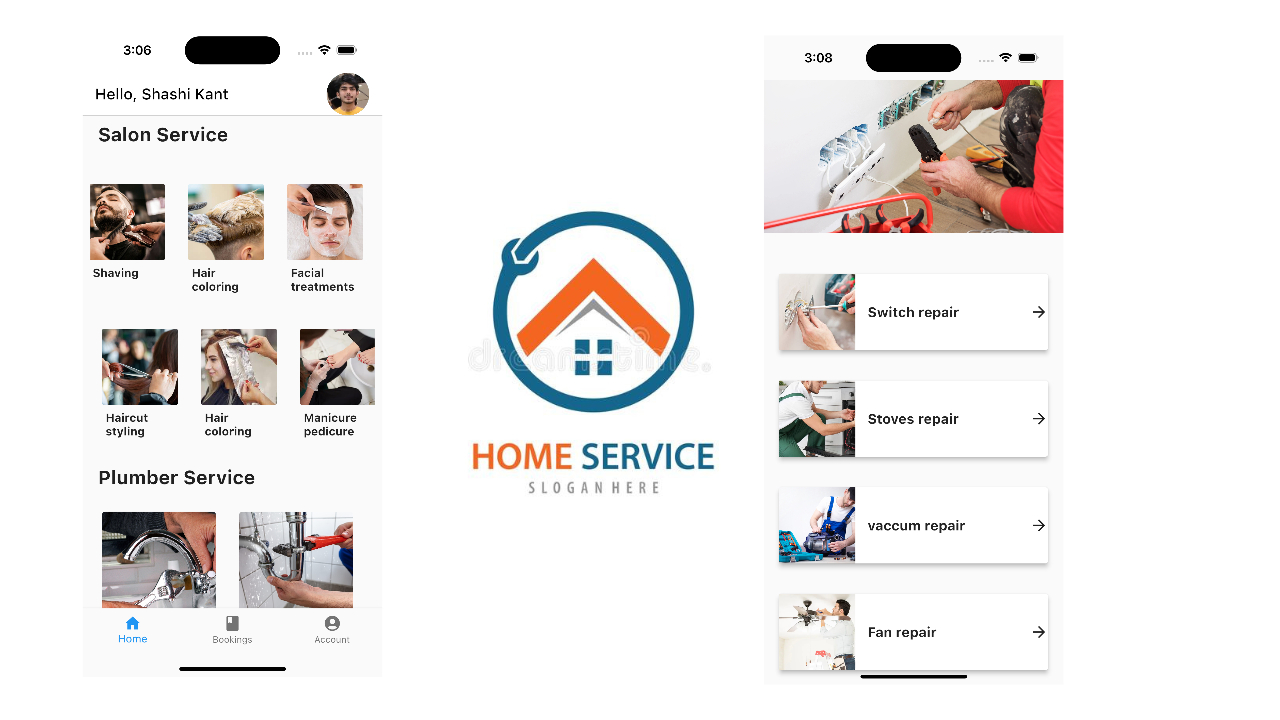 3:06
Hello, Shashi Kant
Salon Service
Shaving
Hair
coloring
Facial
treatments
Haircut
styling
Hair
coloring
Manicure
pedicure
Plumber Service
Home
Bookings
Account
dreamstime.
HOME SERVICE
SLOGAN HERE
3:08
Switch repair
Stoves repair
vaccum repair
Fan repair